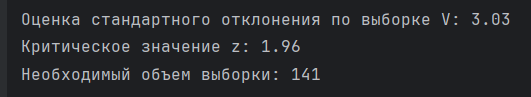 Оценка стандартного отклонения по выборке V: 3.03
Критическое значение z: 1.96
Необходимый объем выборки: 141